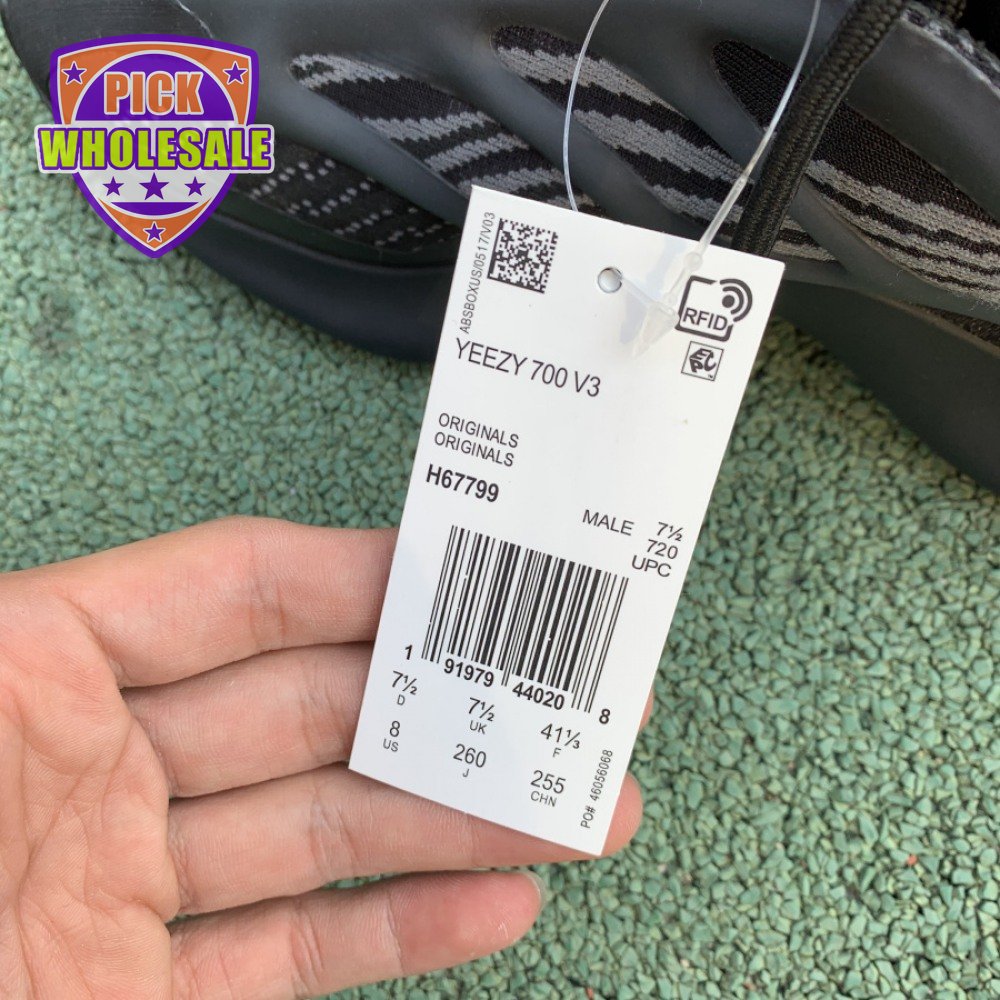 PICK
WHOLESALE
ABSBOXUS/0517/V03
RFID
EPC
YEEZY 700 V3
ORIGINALS
ORIGINALS
H67799
MALE 7½
720
UPC
1 91979 44020 8
7½ 7½ 41⅓
D UK F
8 260 255
US J CHN
PO# 46056068